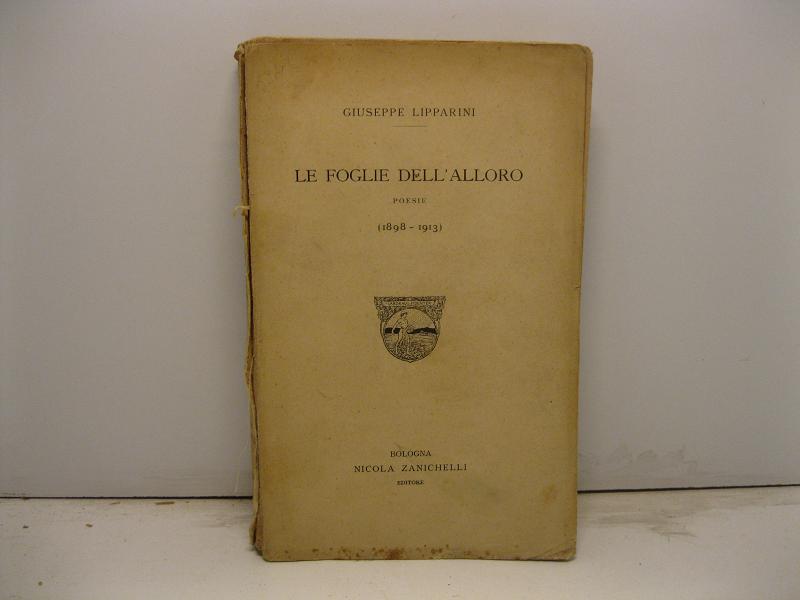 GIUSEPPE LIPPARINI
LE FOGLIE DELL'ALLORO
POESIE
(1898 - 1913)
BOLOGNA
NICOLA ZANICHELLI
EDITORE